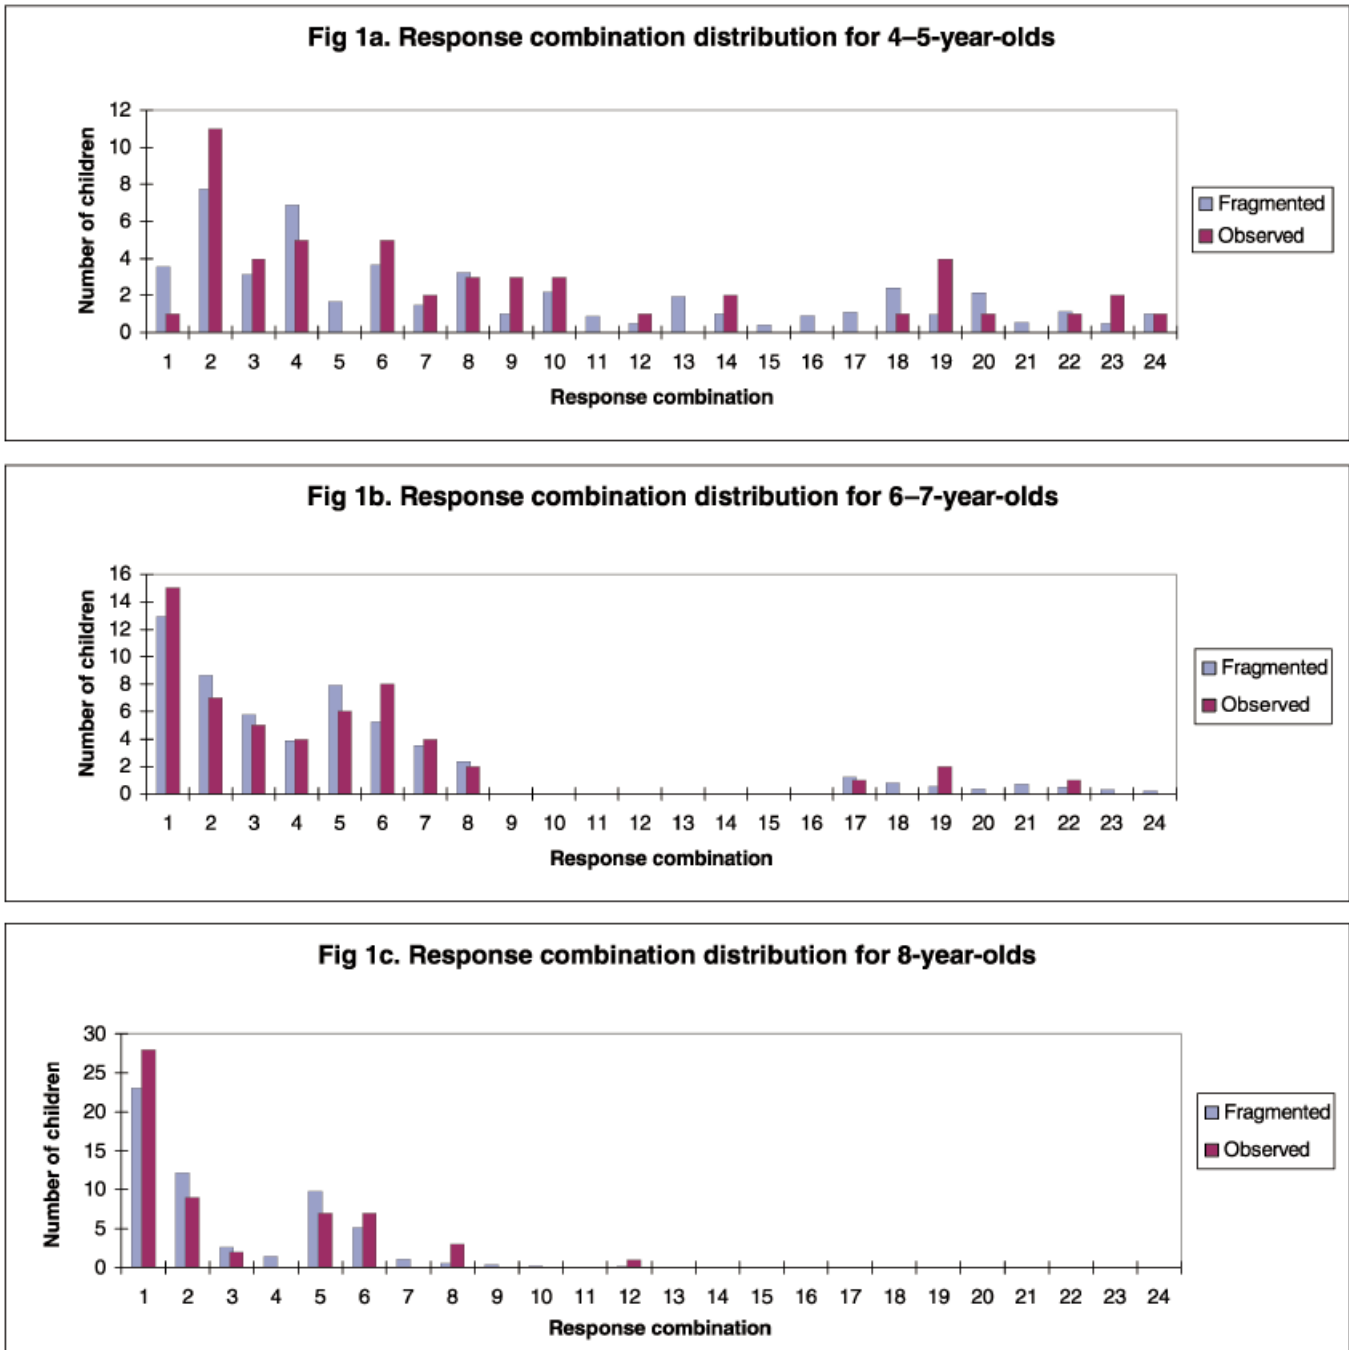 Fig 1a. Response combination distribution for 4–5-year-olds
12
10
8
6
4
2
0
Number of children
1 2 3 4 5 6 7 8 9 10 11 12 13 14 15 16 17 18 19 20 21 22 23 24
Response combination
Fragmented
Observed
Fig 1b. Response combination distribution for 6–7-year-olds
16
14
12
10
8
6
4
2
0
Number of children
1 2 3 4 5 6 7 8 9 10 11 12 13 14 15 16 17 18 19 20 21 22 23 24
Response combination
Fragmented
Observed
Fig 1c. Response combination distribution for 8-year-olds
30
25
20
15
10
5
0
Number of children
1 2 3 4 5 6 7 8 9 10 11 12 13 14 15 16 17 18 19 20 21 22 23 24
Response combination
Fragmented
Observed